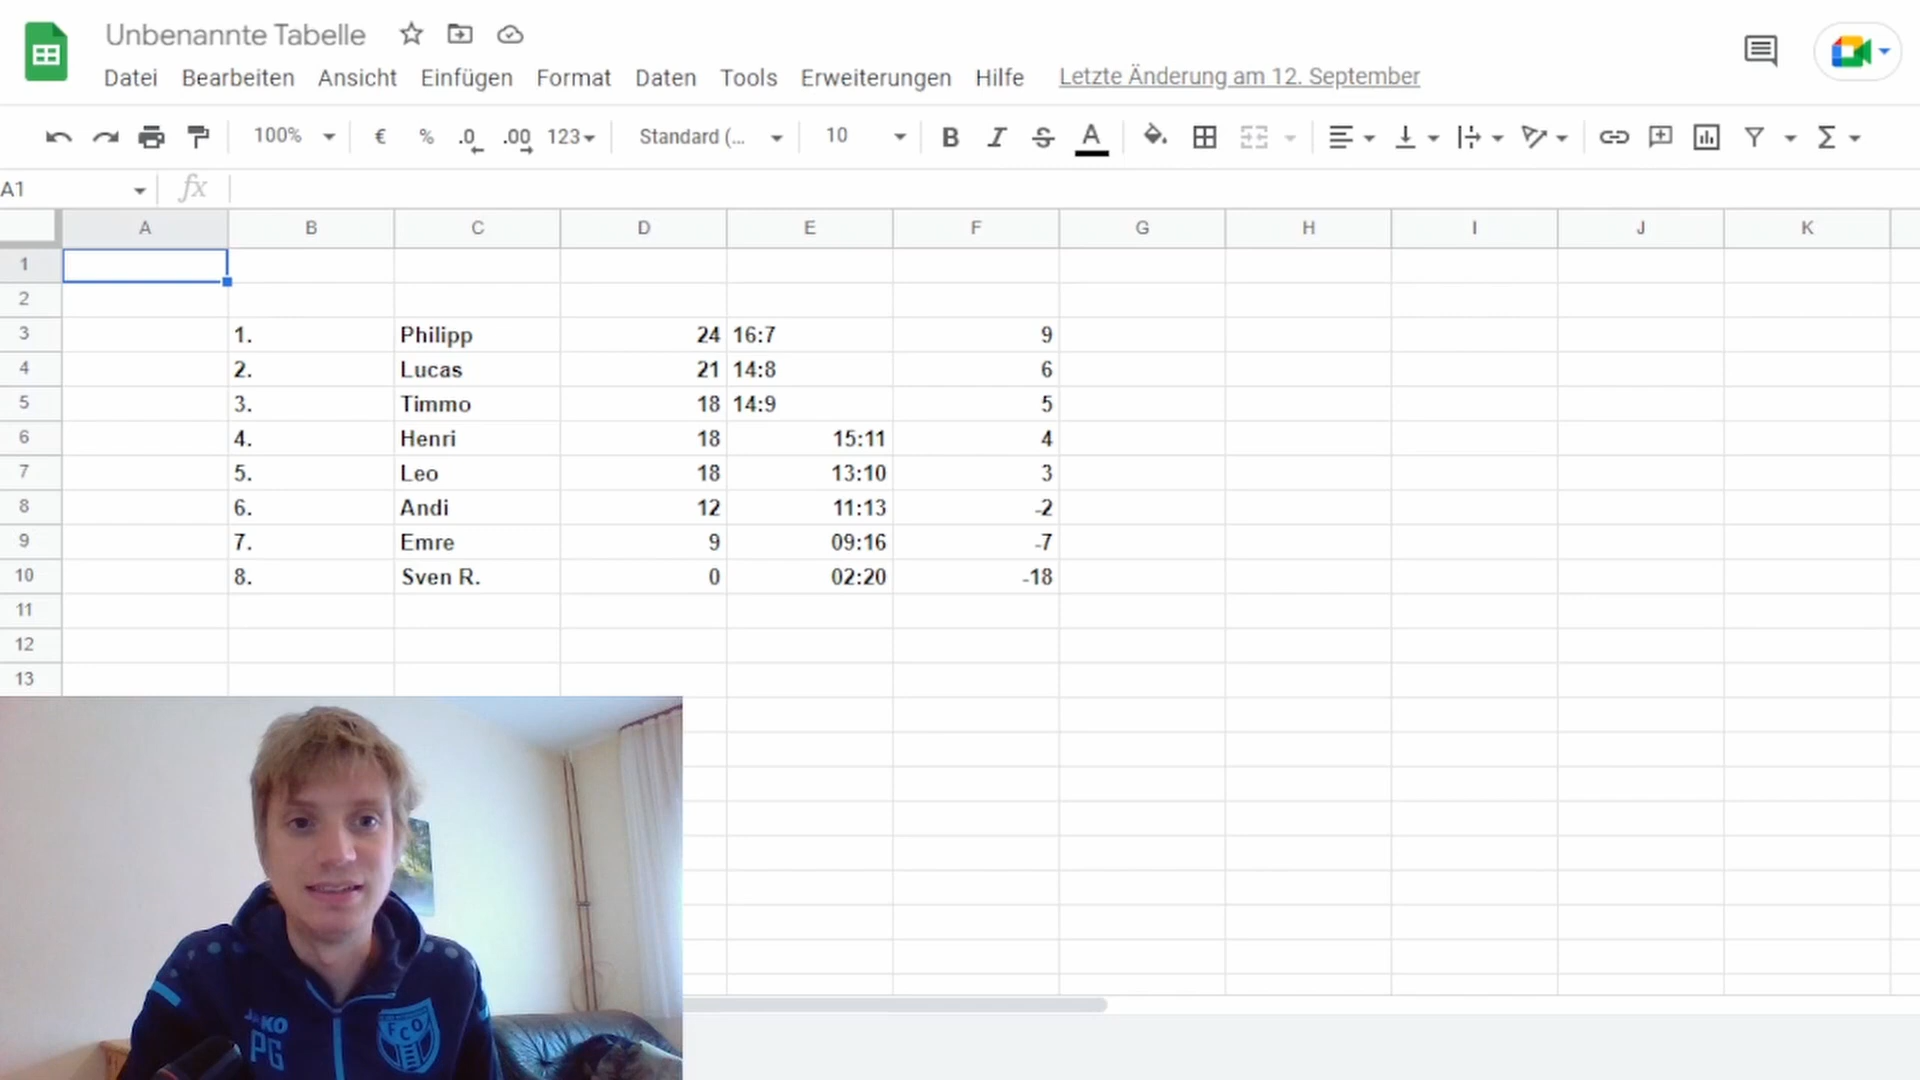 Unbenannte Tabelle
Datei Bearbeiten Ansicht Einfügen Format Daten Tools Erweiterungen Hilfe Letzte Änderung am 12. September
100% € % .0 .00 123 Standard (... 10 B I S A Σ
A1 fx
A B C D E F G H I J K
1
2
3 1. Philipp 24 16:7 9
4 2. Lucas 21 14:8 6
5 3. Timmo 18 14:9 5
6 4. Henri 18 15:11 4
7 5. Leo 18 13:10 3
8 6. Andi 12 11:13 -2
9 7. Emre 9 09:16 -7
10 8. Sven R. 0 02:20 -18
11
12
13
JAKO
PG
FCO